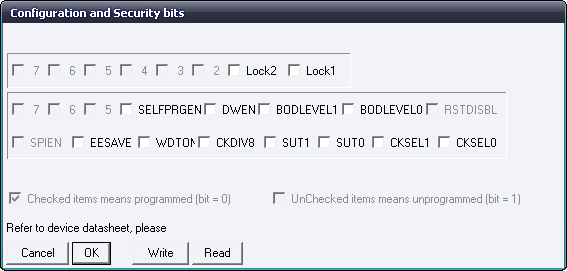 Configuration and Security bits
7 6 5 4 3 2 Lock2 Lock1
7 6 5 SELFPRGEN DWEN BODLEVEL1 BODLEVEL0 RSTDISBL
SPIEN EESAVE WDTON CKDIV8 SUT1 SUT0 CKSEL1 CKSEL0
Checked items means programmed (bit = 0) UnChecked items means unprogrammed (bit = 1)
Refer to device datasheet, please
Cancel OK Write Read